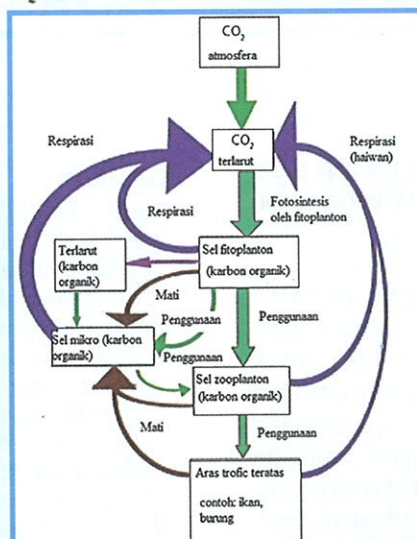 CO₂
atmosfera
Respirasi
CO₂
terlarut
Respirasi
(haiwan)
Respirasi
Fotosintesis
oleh fitoplanton
Terlarut
(karbon
organik)
Sel fitoplanton
(karbon organik)
Mati
Penggunaan
Penggunaan
Sel mikro (karbon
organik)
Penggunaan
Sel zooplanton
(karbon organik)
Mati
Penggunaan
Aras trofic teratas
contoh: ikan,
burung